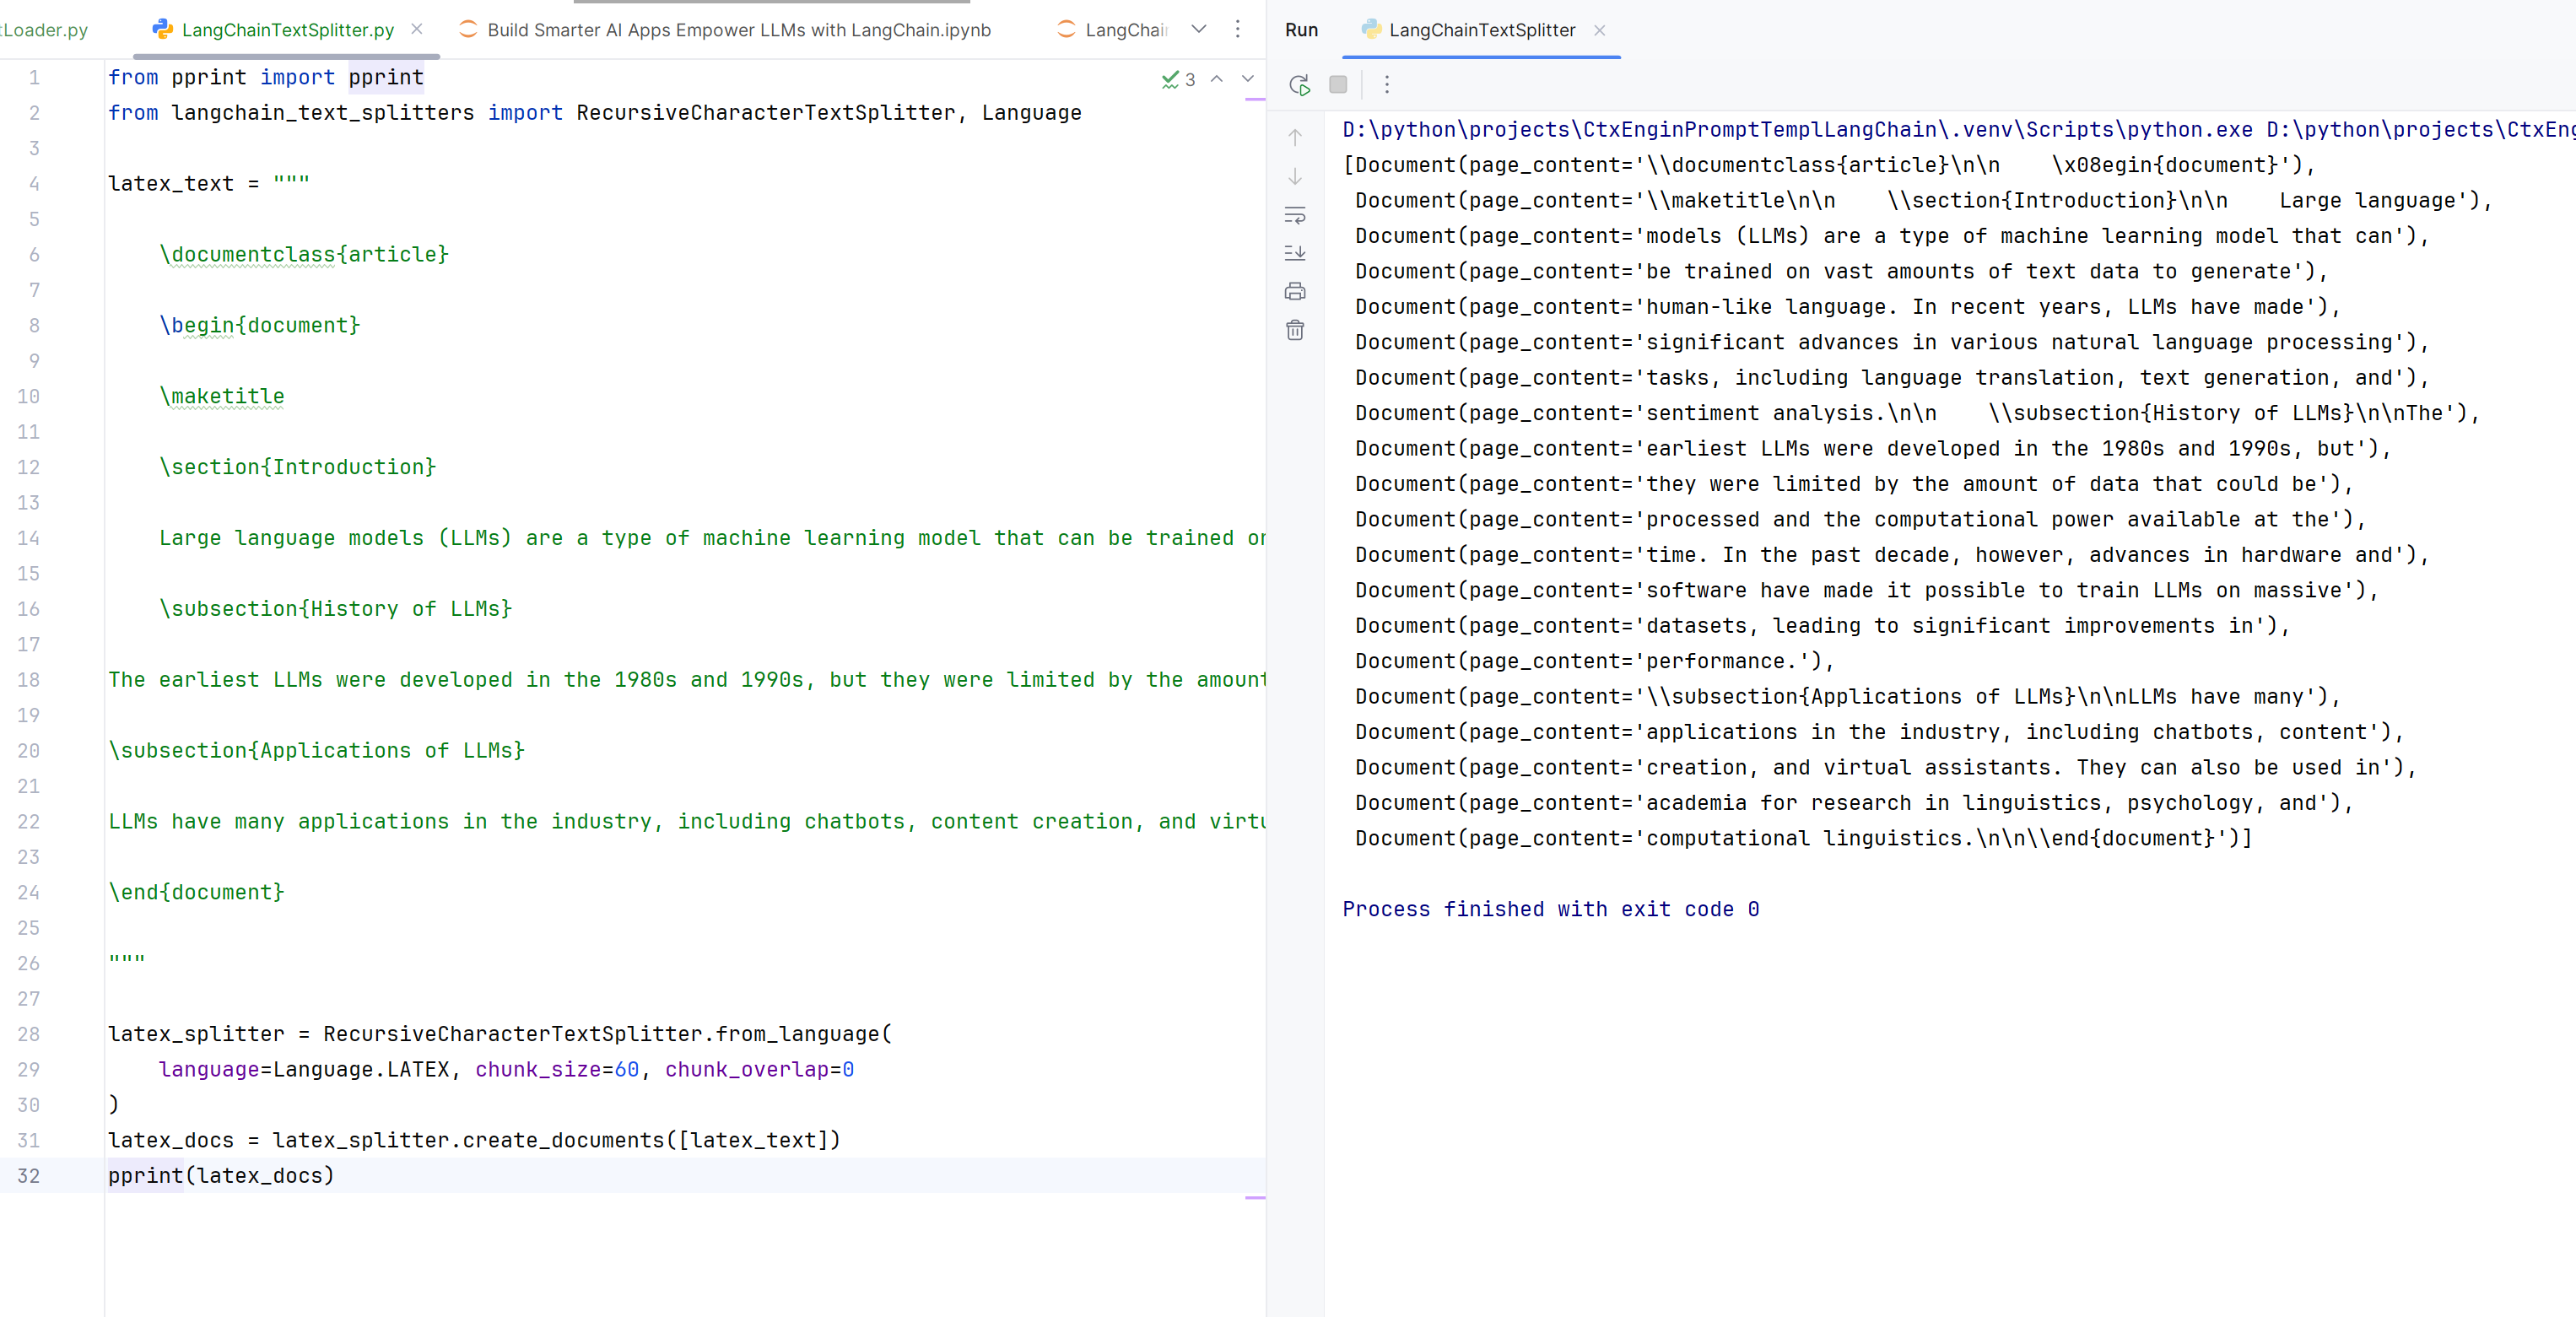 tLoader.py LangChainTextSplitter.py Build Smarter AI Apps Empower LLMs with LangChain.ipynb LangChai
3
1 from pprint import pprint
2 from langchain_text_splitters import RecursiveCharacterTextSplitter, Language
3
4 latex_text = """
5
6 \documentclass{article}
7
8 \begin{document}
9
10 \maketitle
11
12 \section{Introduction}
13
14 Large language models (LLMs) are a type of machine learning model that can be trained on
15
16 \subsection{History of LLMs}
17
18 The earliest LLMs were developed in the 1980s and 1990s, but they were limited by the amount
19
20 \subsection{Applications of LLMs}
21
22 LLMs have many applications in the industry, including chatbots, content creation, and virtu
23
24 \end{document}
25
26 """
27
28 latex_splitter = RecursiveCharacterTextSplitter.from_language(
29 language=Language.LATEX, chunk_size=60, chunk_overlap=0
30 )
31 latex_docs = latex_splitter.create_documents([latex_text])
32 pprint(latex_docs)
Run LangChainTextSplitter
D:\python\projects\CtxEnginPromptTemplLangChain\.venv\Scripts\python.exe D:\python\projects\CtxEng
[Document(page_content='\\documentclass{article}\n\n    \x08egin{document}'),
Document(page_content='\\maketitle\n\n    \\section{Introduction}\n\n    Large language'),
Document(page_content='models (LLMs) are a type of machine learning model that can'),
Document(page_content='be trained on vast amounts of text data to generate'),
Document(page_content='human-like language. In recent years, LLMs have made'),
Document(page_content='significant advances in various natural language processing'),
Document(page_content='tasks, including language translation, text generation, and'),
Document(page_content='sentiment analysis.\n\n    \\subsection{History of LLMs}\n\nThe'),
Document(page_content='earliest LLMs were developed in the 1980s and 1990s, but'),
Document(page_content='they were limited by the amount of data that could be'),
Document(page_content='processed and the computational power available at the'),
Document(page_content='time. In the past decade, however, advances in hardware and'),
Document(page_content='software have made it possible to train LLMs on massive'),
Document(page_content='datasets, leading to significant improvements in'),
Document(page_content='performance.'),
Document(page_content='\\subsection{Applications of LLMs}\n\nLLMs have many'),
Document(page_content='applications in the industry, including chatbots, content'),
Document(page_content='creation, and virtual assistants. They can also be used in'),
Document(page_content='academia for research in linguistics, psychology, and'),
Document(page_content='computational linguistics.\n\n\\end{document}')]
Process finished with exit code 0